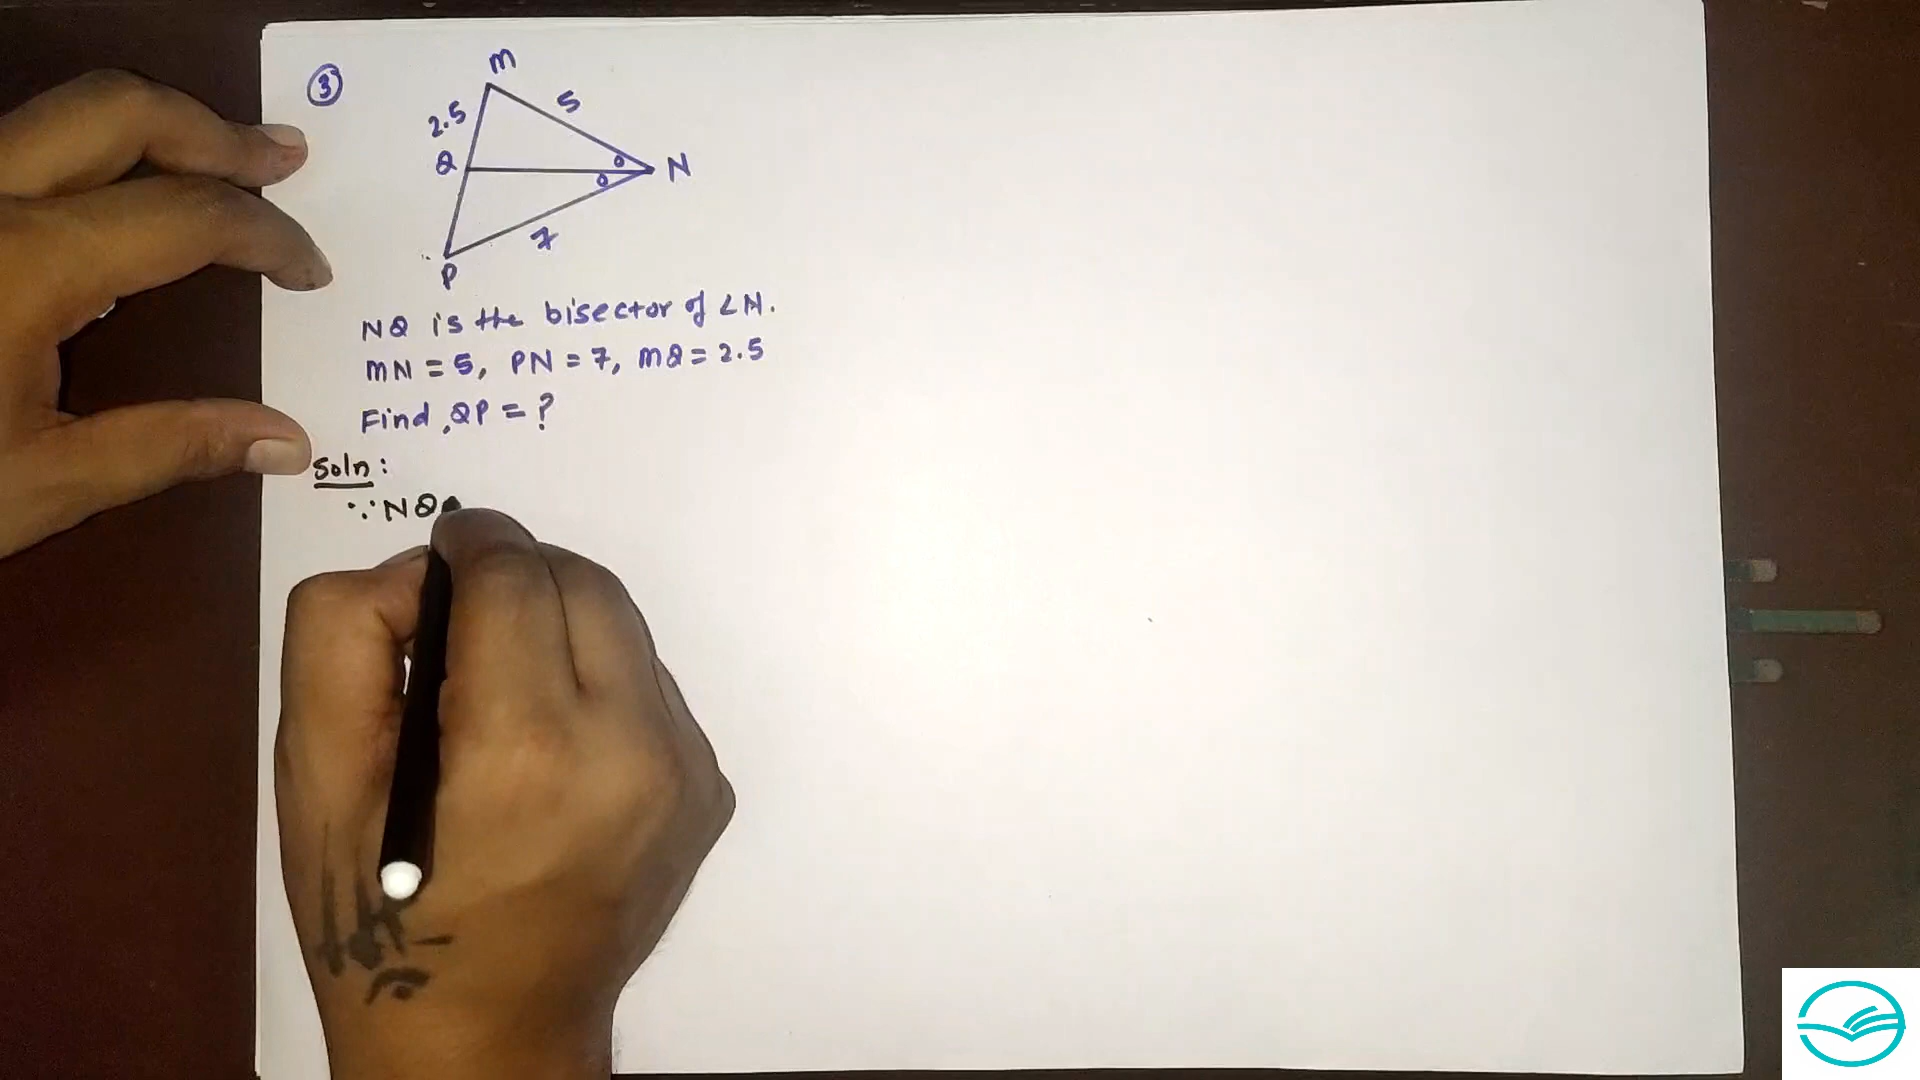 3
M
2.5
5
Q
N
7
P
NQ is the bisector of ∠N.
MN = 5, PN = 7, MQ = 2.5
Find, QP = ?
Soln :
∵ NQ